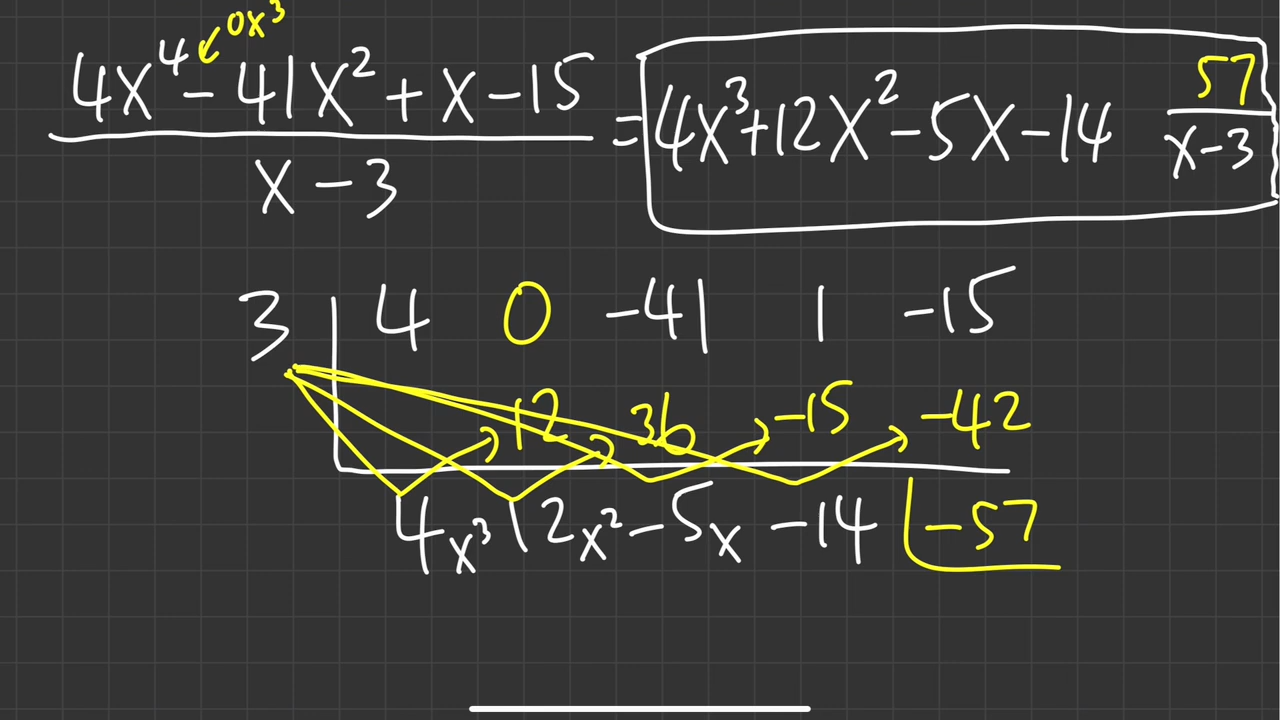 0x³
4x⁴ - 41x² + x - 15
x - 3
= 4x³ + 12x² - 5x - 14 57
x - 3
3 | 4 0 -41 1 -15
12 36 -15 -42
4x³ 12x² - 5x - 14 | -57